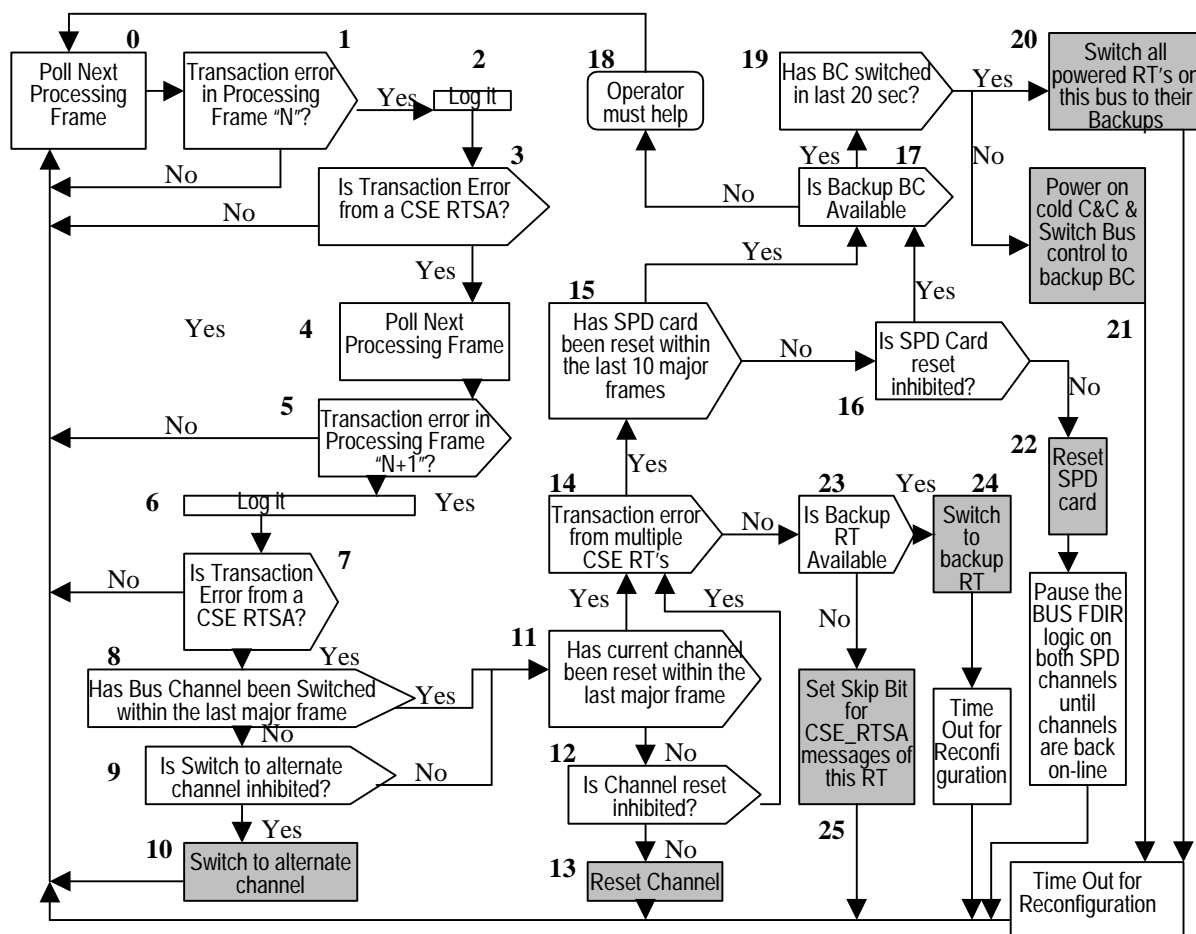 0
Poll Next
Processing
Frame
1
Transaction error
in Processing
Frame “N”?
Yes
No
2
Log it
3
Is Transaction Error
from a CSE RTSA?
No
Yes
Yes
4
Poll Next
Processing Frame
5
Transaction error in
Processing Frame
“N+1”?
No
Yes
6
Log it
7
Is Transaction
Error from a
CSE RTSA?
No
Yes
8
Has Bus Channel been Switched
within the last major frame
Yes
No
9
Is Switch to alternate
channel inhibited?
No
Yes
10
Switch to alternate
channel
11
Has current channel
been reset within the
last major frame
Yes
No
12
Is Channel reset
inhibited?
Yes
No
13
Reset Channel
14
Transaction error
from multiple
CSE RT's
Yes
No
15
Has SPD card
been reset within
the last 10 major
frames
Yes
No
16
Is SPD Card
reset
inhibited?
Yes
No
17
Is Backup BC
Available
No
Yes
18
Operator
must help
19
Has BC switched
in last 20 sec?
Yes
No
20
Switch all
powered RT's on
this bus to their
Backups
Power on
cold C&C &
Switch Bus
control to
backup BC
21
22
Reset
SPD
card
Pause the
BUS FDIR
logic on
both SPD
channels
until
channels
are back
on-line
23
Is Backup
RT
Available
Yes
No
24
Switch
to
backup
RT
Time
Out for
Reconfi
guration
Set Skip Bit
for
CSE_RTSA
messages of
this RT
25
Time Out for
Reconfiguration